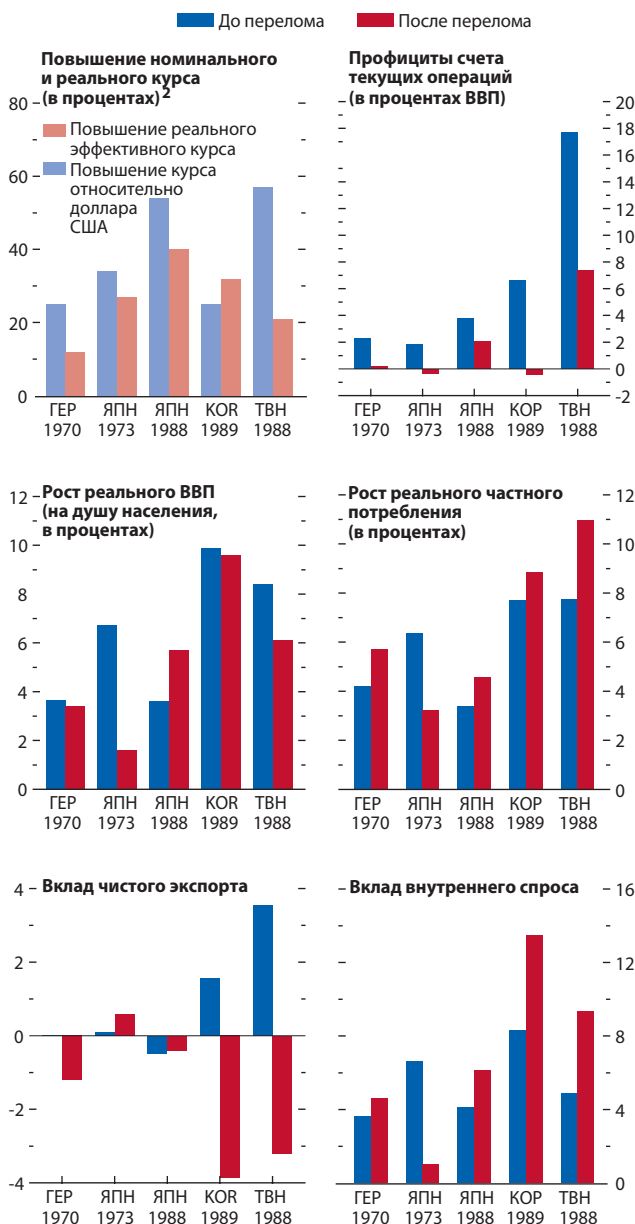 До перелома После перелома
Повышение номинального
и реального курса
(в процентах)2
80
60
40
20
0
Повышение реального
эффективного курса
Повышение курса
относительно
доллара
США
ГЕР ЯПН ЯПН KOR ТВН
1970 1973 1988 1989 1988
Профициты счета
текущих операций
(в процентах ВВП)
20
18
16
14
12
10
8
6
4
2
0
-2
ГЕР ЯПН ЯПН КОР ТВН
1970 1973 1988 1989 1988
Рост реального ВВП
(на душу населения,
в процентах)
12
10
8
6
4
2
0
ГЕР ЯПН ЯПН KOR ТВН
1970 1973 1988 1989 1988
Рост реального частного
потребления
(в процентах)
12
10
8
6
4
2
0
ГЕР ЯПН ЯПН КОР ТВН
1970 1973 1988 1989 1988
Вклад чистого экспорта
4
2
0
-2
-4
ГЕР ЯПН ЯПН KOR ТВН
1970 1973 1988 1989 1988
Вклад внутреннего спроса
16
12
8
4
0
ГЕР ЯПН ЯПН КОР ТВН
1970 1973 1988 1989 1988